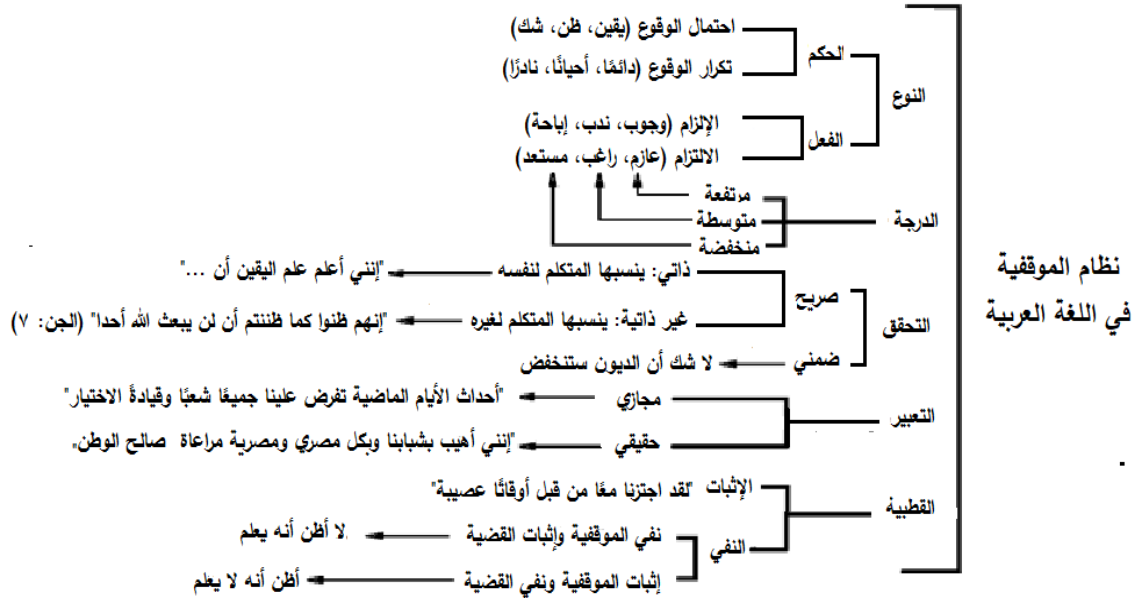 نظام الموقفية
في اللغة العربية
النوع
الحكم
احتمال الوقوع (يقين، ظن، شك)
تكرار الوقوع (دائمًا، أحيانًا، نادرًا)
الفعل
الإلزام (وجوب، ندب، إباحة)
الالتزام (عازم، راغب، مستعد)
الدرجة
مرتفعة
متوسطة
منخفضة
التحقق
صريح
ذاتي: ينسبها المتكلم لنفسه "إنني أعلم علم اليقين أن ..."
غير ذاتية: ينسبها المتكلم لغيره "إنهم ظنوا كما ظننتم أن لن يبعث الله أحدا" (الجن: ٧)
ضمني لا شك أن الديون ستنخفض
التعبير
مجازي "أحداث الأيام الماضية تفرض علينا جميعًا شعبًا وقيادةً الاختيار"
حقيقي "إنني أهيب بشبابنا وبكل مصري ومصرية مراعاة صالح الوطن.
القطبية
الإثبات "لقد اجتزنا معًا من قبل أوقاتًا عصيبة"
النفي
نفي الموقفية وإثبات القضية لا أظن أنه يعلم
إثبات الموقفية ونفي القضية أظن أنه لا يعلم